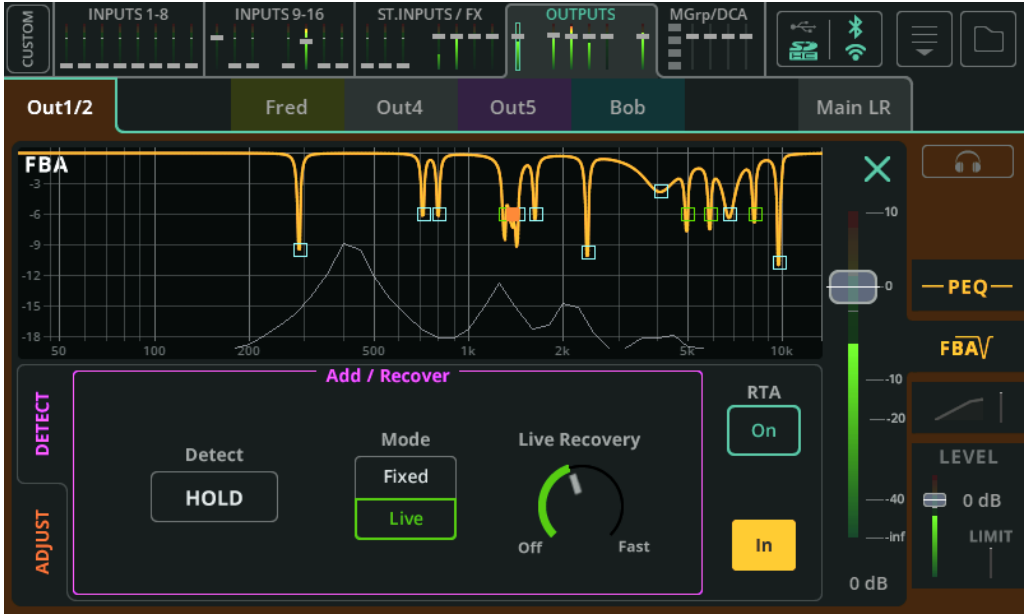 CUSTOM
INPUTS 1-8
INPUTS 9-16
ST.INPUTS / FX
OUTPUTS
MGrp/DCA
SD
HC
Out1/2
Fred
Out4
Out5
Bob
Main LR
FBA
-3
-6
-9
-12
-15
-18
50
100
200
500
1k
2k
5k
10k
10
0
-10
-20
-40
-inf
0 dB
PEQ
FBA
LEVEL
0 dB
LIMIT
DETECT
ADJUST
Add / Recover
Detect
HOLD
Mode
Fixed
Live
Live Recovery
Off
Fast
RTA
On
In